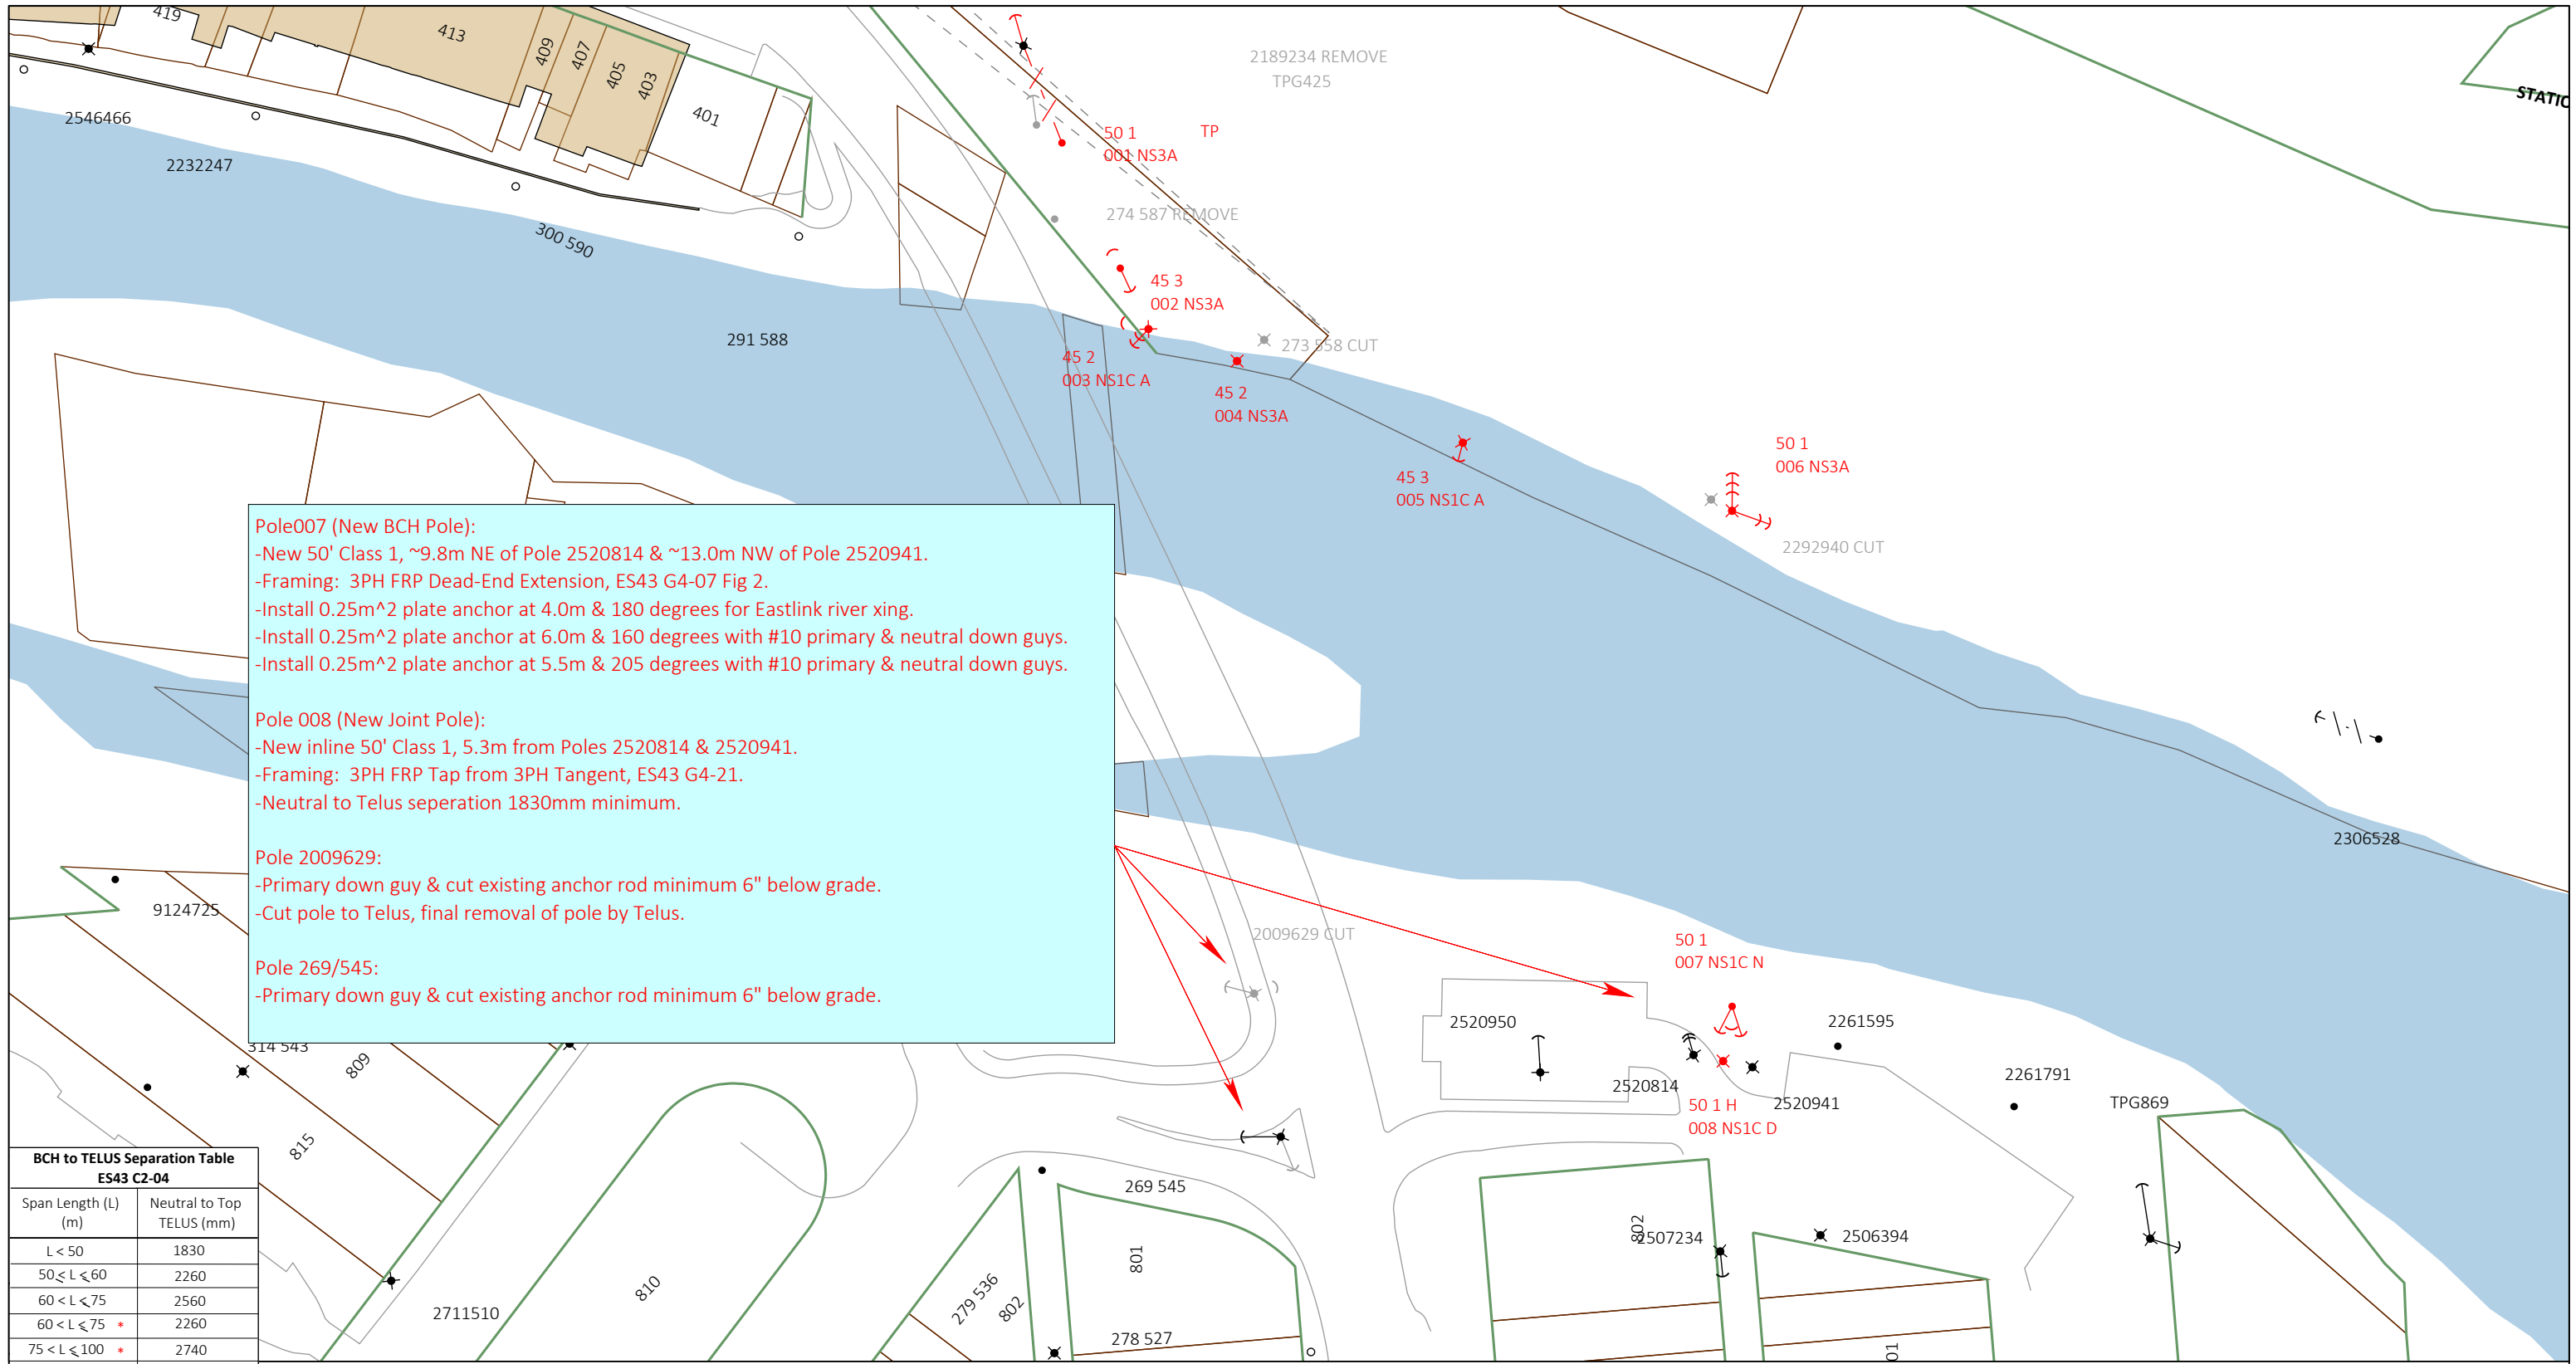 419
413
409
407
405
403
401
2189234 REMOVE
TPG425
STATIC
2546466
2232247
50 1
TP
001 NS3A
300 590
274 587 REMOVE
45 3
002 NS3A
291 588
273 558 CUT
45 2
003 NS1C A
45 2
004 NS3A
50 1
006 NS3A
45 3
005 NS1C A
2292940 CUT
Pole007 (New BCH Pole):
-New 50' Class 1, ~9.8m NE of Pole 2520814 & ~13.0m NW of Pole 2520941.
-Framing: 3PH FRP Dead-End Extension, ES43 G4-07 Fig 2.
-Install 0.25m^2 plate anchor at 4.0m & 180 degrees for Eastlink river xing.
-Install 0.25m^2 plate anchor at 6.0m & 160 degrees with #10 primary & neutral down guys.
-Install 0.25m^2 plate anchor at 5.5m & 205 degrees with #10 primary & neutral down guys.
Pole 008 (New Joint Pole):
-New inline 50' Class 1, 5.3m from Poles 2520814 & 2520941.
-Framing: 3PH FRP Tap from 3PH Tangent, ES43 G4-21.
-Neutral to Telus seperation 1830mm minimum.
Pole 2009629:
-Primary down guy & cut existing anchor rod minimum 6" below grade.
-Cut pole to Telus, final removal of pole by Telus.
Pole 269/545:
-Primary down guy & cut existing anchor rod minimum 6" below grade.
2306528
9124725
2009629 CUT
50 1
007 NS1C N
2520950
2261595
314 543
809
2520814
2261791
50 1 H
008 NS1C D
2520941
TPG869
815
269 545
802
2507234
2506394
801
810
279 536
802
2711510
278 527
01
BCH to TELUS Separation Table
ES43 C2-04
Span Length (L) (m)
Neutral to Top TELUS (mm)
L < 50
1830
50 ≤ L ≤ 60
2260
60 < L ≤ 75
2560
60 < L ≤ 75 *
2260
75 < L ≤ 100 *
2740